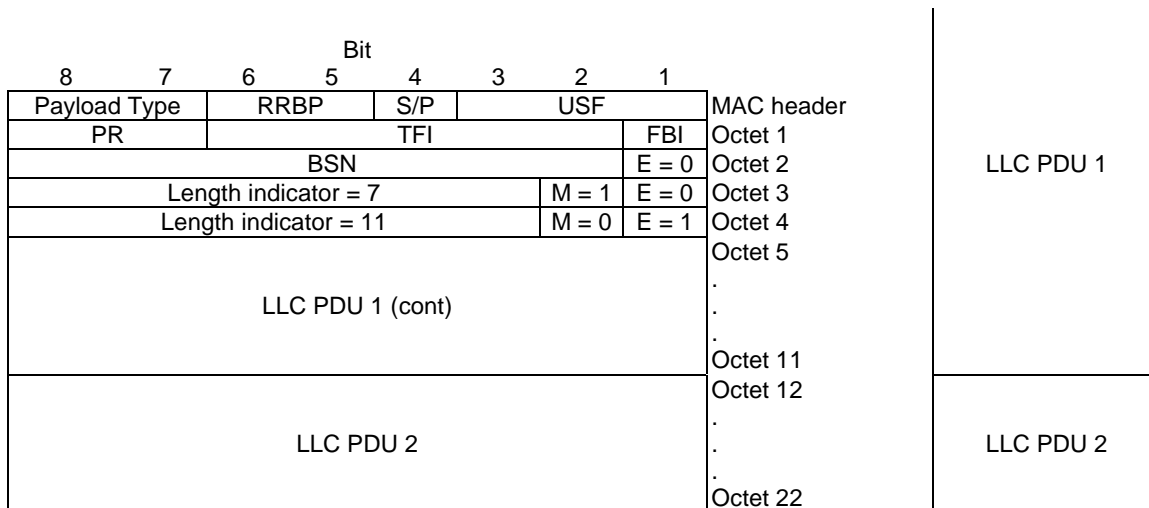 Bit
8 7 6 5 4 3 2 1
Payload Type RRBP S/P USF MAC header
PR TFI FBI Octet 1
BSN E = 0 Octet 2 LLC PDU 1
Length indicator = 7 M = 1 E = 0 Octet 3
Length indicator = 11 M = 0 E = 1 Octet 4
Octet 5
.
LLC PDU 1 (cont) .
.
Octet 11
Octet 12
.
LLC PDU 2 . LLC PDU 2
.
Octet 22